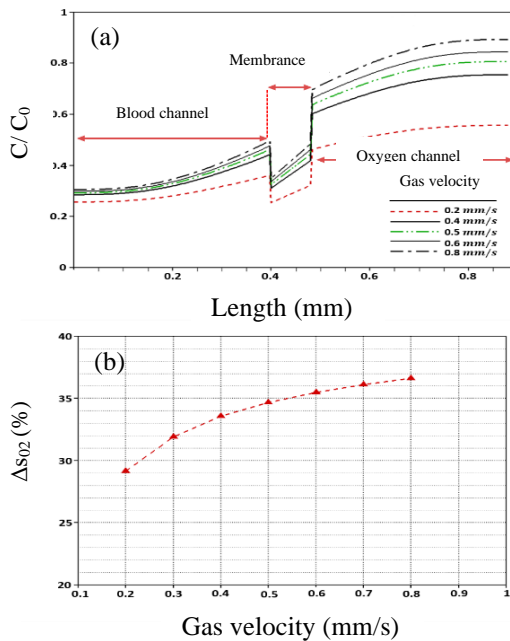 1
(a)
0.8
Membrance
C/ C₀
0.6
Blood channel
Oxygen channel
0.4
Gas velocity
0.2 mm/s
0.4 mm/s
0.5 mm/s
0.6 mm/s
0.8 mm/s
0.2
0
0.2 0.4 0.6 0.8
Length (mm)
(b)
40
35
30
25
20
Δs₀₂ (%)
0.1 0.2 0.3 0.4 0.5 0.6 0.7 0.8 0.9 1
Gas velocity (mm/s)